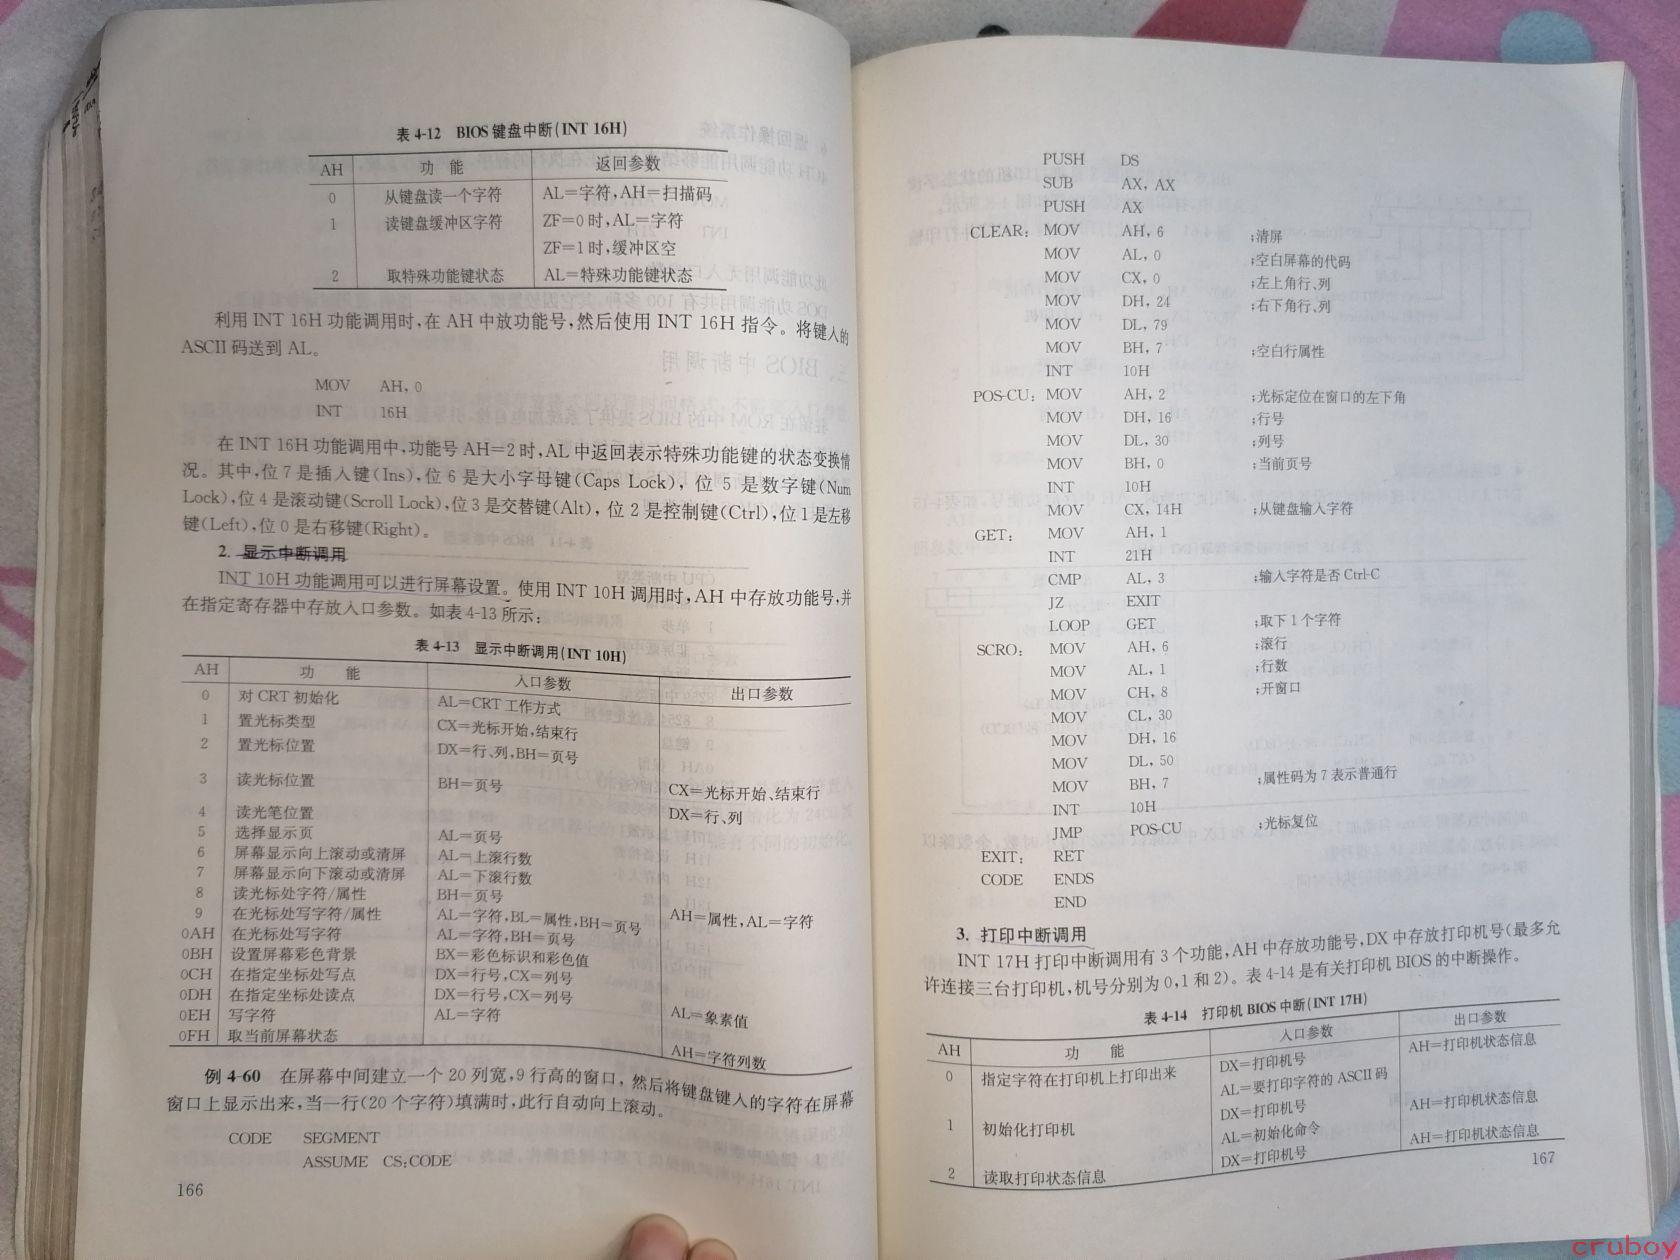 表 4-12 BIOS 键盘中断(INT 16H)
AH 功 能 返回参数
0 从键盘读一个字符 AL=字符,AH=扫描码
1 读键盘缓冲区字符 ZF=0 时,AL=字符
ZF=1 时,缓冲区空
2 取特殊功能键状态 AL=特殊功能键状态
利用 INT 16H 功能调用时,在 AH 中放功能号,然后使用 INT 16H 指令。将键入的
ASCII 码送到 AL。
MOV AH, 0
INT 16H
在 INT 16H 功能调用中,功能号 AH=2 时,AL 中返回表示特殊功能键的状态变换情
况。其中,位 7 是插入键(Ins),位 6 是大小字母键(Caps Lock), 位 5 是数字键(Num
Lock),位 4 是滚动键(Scroll Lock),位 3 是交替键(Alt), 位 2 是控制键(Ctrl),位 1 是左移
键(Left),位 0 是右移键(Right)。
2. 显示中断调用
INT 10H 功能调用可以进行屏幕设置。使用 INT 10H 调用时,AH 中存放功能号,并
在指定寄存器中存放入口参数。如表 4-13 所示:
表 4-13 显示中断调用(INT 10H)
AH 功 能 入口参数 出口参数
0 对 CRT 初始化 AL=CRT 工作方式
1 置光标类型 CX=光标开始,结束行
2 置光标位置 DX=行、列,BH=页号
3 读光标位置 BH=页号 CX=光标开始、结束行
4 读光笔位置 DX=行、列
5 选择显示页 AL=页号
6 屏幕显示向上滚动或清屏 AL=上滚行数
7 屏幕显示向下滚动或清屏 AL=下滚行数
8 读光标处字符/属性 BH=页号
9 在光标处写字符/属性 AL=字符,BL=属性,BH=页号 AH=属性,AL=字符
0AH 在光标处写字符 AL=字符,BH=页号
0BH 设置屏幕彩色背景 BX=彩色标识和彩色值
0CH 在指定坐标处写点 DX=行号,CX=列号
0DH 在指定坐标处读点 DX=行号,CX=列号
0EH 写字符 AL=字符 AL=象素值
0FH 取当前屏幕状态 AH=字符列数
例 4-60 在屏幕中间建立一个 20 列宽,9 行高的窗口, 然后将键盘键入的字符在屏幕
窗口上显示出来,当一行(20 个字符)填满时,此行自动向上滚动。
CODE SEGMENT
ASSUME CS:CODE
166
PUSH DS
SUB AX, AX
PUSH AX
CLEAR: MOV AH, 6 ;清屏
MOV AL, 0 ;空白屏幕的代码
MOV CX, 0 ;左上角行、列
MOV DH, 24 ;右下角行、列
MOV DL, 79
MOV BH, 7 ;空白行属性
INT 10H
POS-CU: MOV AH, 2 ;光标定位在窗口的左下角
MOV DH, 16 ;行号
MOV DL, 30 ;列号
MOV BH, 0 ;当前页号
INT 10H
MOV CX, 14H ;从键盘输入字符
GET: MOV AH, 1
INT 21H
CMP AL, 3 ;输入字符是否 Ctrl-C
JZ EXIT
LOOP GET ;取下 1 个字符
SCRO: MOV AH, 6 ;滚行
MOV AL, 1 ;行数
MOV CH, 8 ;开窗口
MOV CL, 30
MOV DH, 16
MOV DL, 50
MOV BH, 7 ;属性码为 7 表示普通行
INT 10H
JMP POS-CU ;光标复位
EXIT: RET
CODE ENDS
END
3. 打印中断调用
INT 17H 打印中断调用有 3 个功能,AH 中存放功能号,DX 中存放打印机号(最多允
许连接三台打印机,机号分别为 0,1 和 2)。表 4-14 是有关打印机 BIOS 的中断操作。
表 4-14 打印机 BIOS 中断(INT 17H)
AH 功 能 入口参数 出口参数
0 指定字符在打印机上打印出来 DX=打印机号 AH=打印机状态信息
AL=要打印字符的 ASCII 码
1 初始化打印机 DX=打印机号 AH=打印机状态信息
AL=初始化命令
2 读取打印状态信息 DX=打印机号 AH=打印机状态信息
167
cruboy